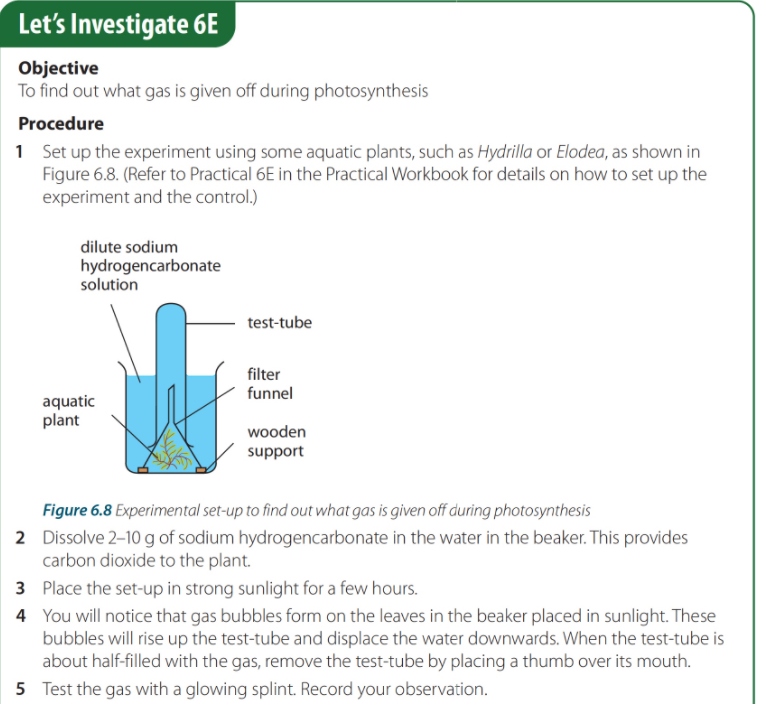 Let's Investigate 6E
Objective
To find out what gas is given off during photosynthesis
Procedure
1 Set up the experiment using some aquatic plants, such as Hydrilla or Elodea, as shown in
Figure 6.8. (Refer to Practical 6E in the Practical Workbook for details on how to set up the
experiment and the control.)
dilute sodium
hydrogencarbonate
solution
test-tube
filter
funnel
aquatic
plant
wooden
support
Figure 6.8 Experimental set-up to find out what gas is given off during photosynthesis
2 Dissolve 2–10 g of sodium hydrogencarbonate in the water in the beaker. This provides
carbon dioxide to the plant.
3 Place the set-up in strong sunlight for a few hours.
4 You will notice that gas bubbles form on the leaves in the beaker placed in sunlight. These
bubbles will rise up the test-tube and displace the water downwards. When the test-tube is
about half-filled with the gas, remove the test-tube by placing a thumb over its mouth.
5 Test the gas with a glowing splint. Record your observation.